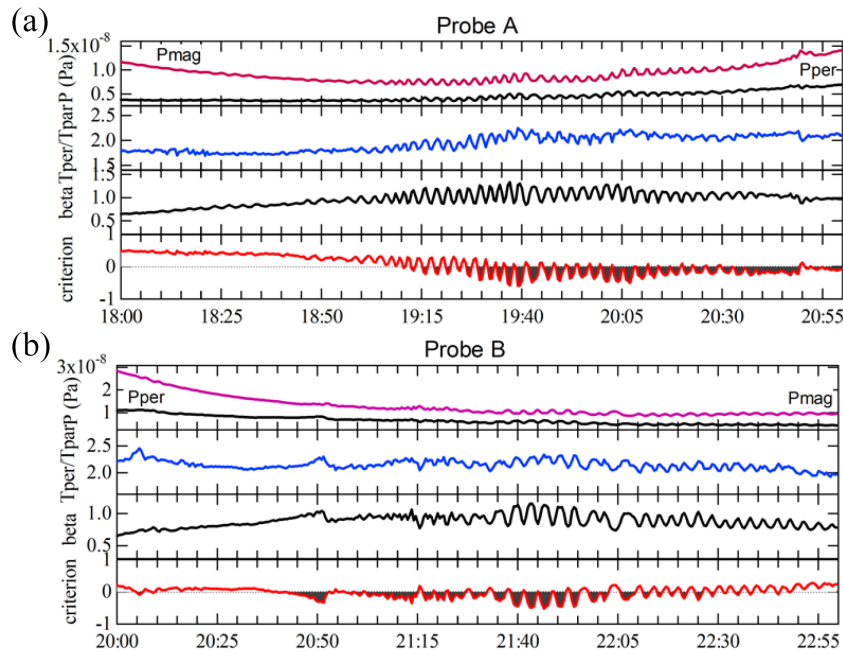 (a)
Probe A
1.5x10⁻⁸
1.0
0.5
P (Pa)
Pmag
Pper
2.5
2.0
1.5
Tper/Tpar
1.5
1.0
0.5
beta
1
0
-1
criterion
18:00 18:25 18:50 19:15 19:40 20:05 20:30 20:55
(b)
Probe B
3x10⁻⁸
2
1
P (Pa)
Pper
Pmag
2.5
2.0
Tper/Tpar
1.0
0.5
beta
1
0
-1
criterion
20:00 20:25 20:50 21:15 21:40 22:05 22:30 22:55